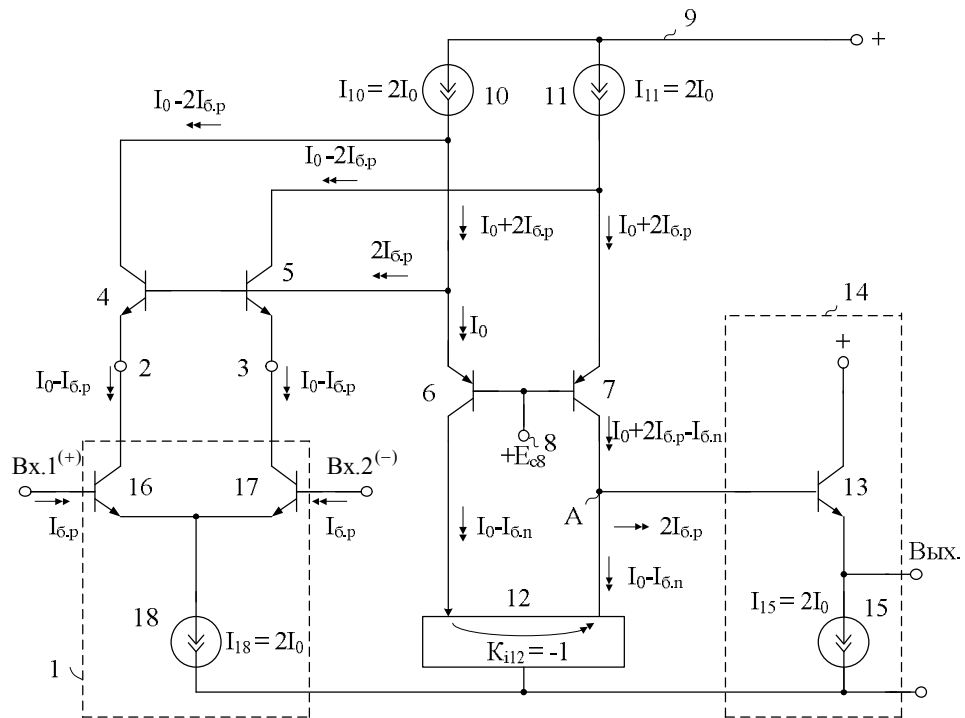 9
+
I₁₀ = 2I₀
10
11
I₁₁ = 2I₀
I₀ - 2Iб.р
I₀ - 2Iб.р
I₀+2Iб.р
I₀+2Iб.р
2Iб.р
4
5
I₀
14
+
I₀-Iб.р
2
3
I₀-Iб.р
6
7
8
+Eс8
I₀+2Iб.р-Iб.п
Вх.1⁽⁺⁾
16
17
Вх.2⁽⁻⁾
13
Iб.р
Iб.р
A
2Iб.р
I₀-Iб.п
I₀-Iб.п
Вых.
18
12
I₁₅ = 2I₀
15
I₁₈ = 2I₀
1
Кi12 = -1